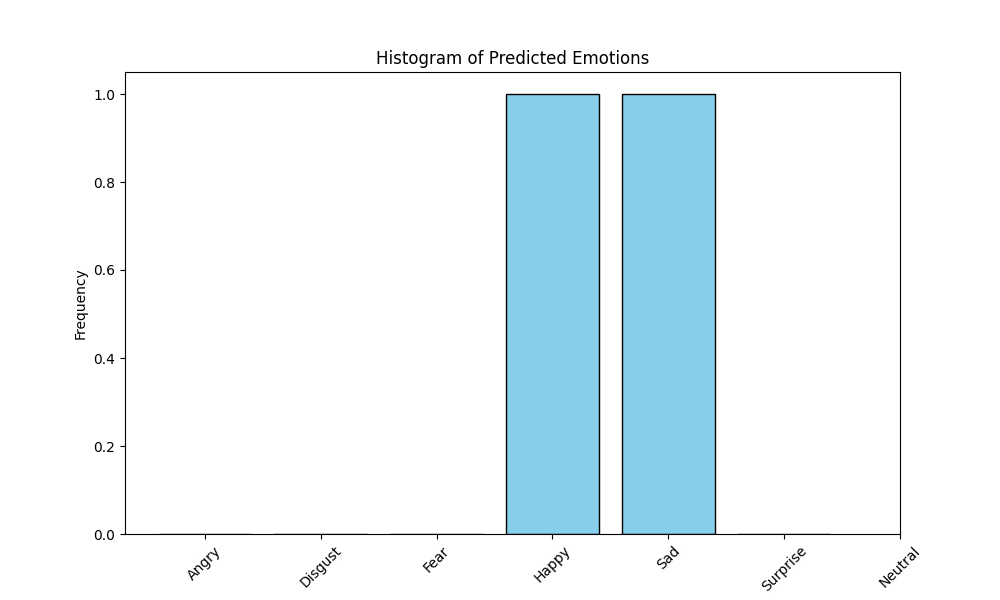 Histogram of Predicted Emotions
1.0
0.8
0.6
0.4
0.2
0.0
Frequency
Angry
Disgust
Fear
Happy
Sad
Surprise
Neutral